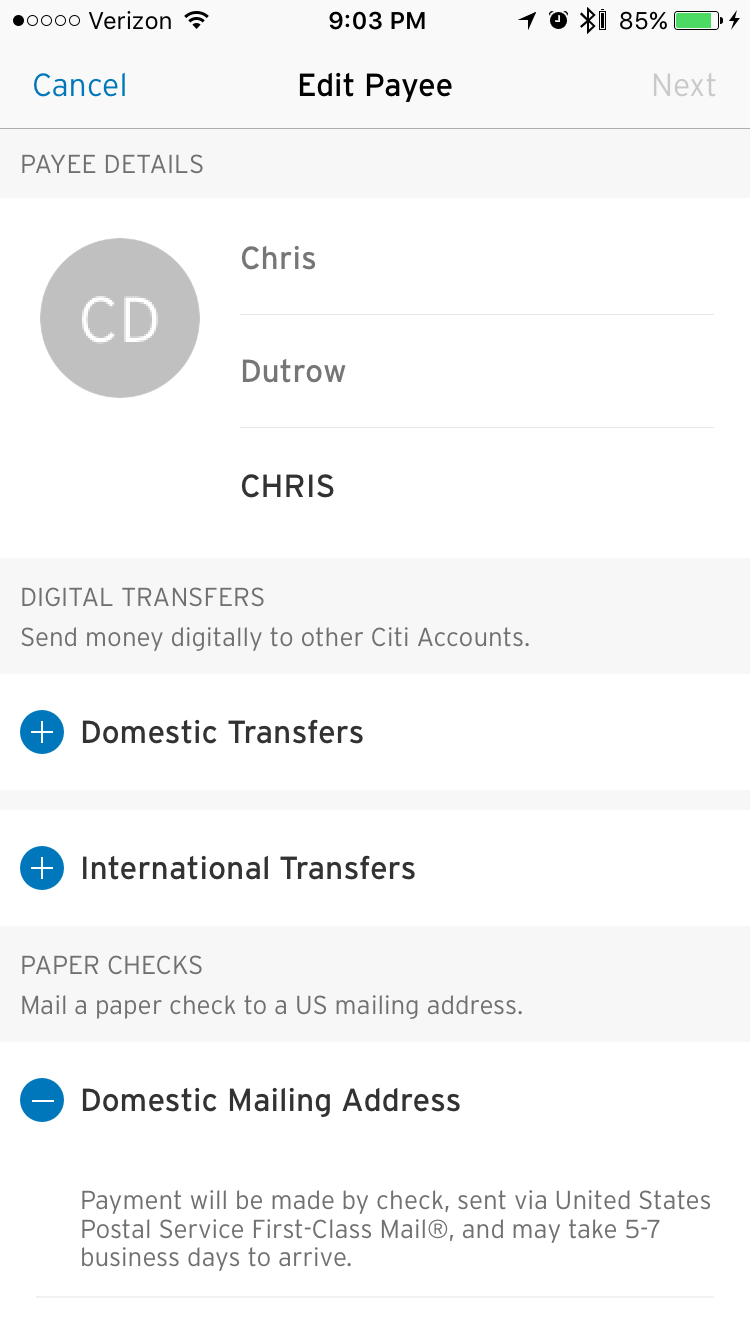 Verizon 9:03 PM 85%
Cancel Edit Payee Next
PAYEE DETAILS
CD
Chris
Dutrow
CHRIS
DIGITAL TRANSFERS
Send money digitally to other Citi Accounts.
Domestic Transfers
International Transfers
PAPER CHECKS
Mail a paper check to a US mailing address.
Domestic Mailing Address
Payment will be made by check, sent via United States
Postal Service First-Class Mail®, and may take 5-7
business days to arrive.